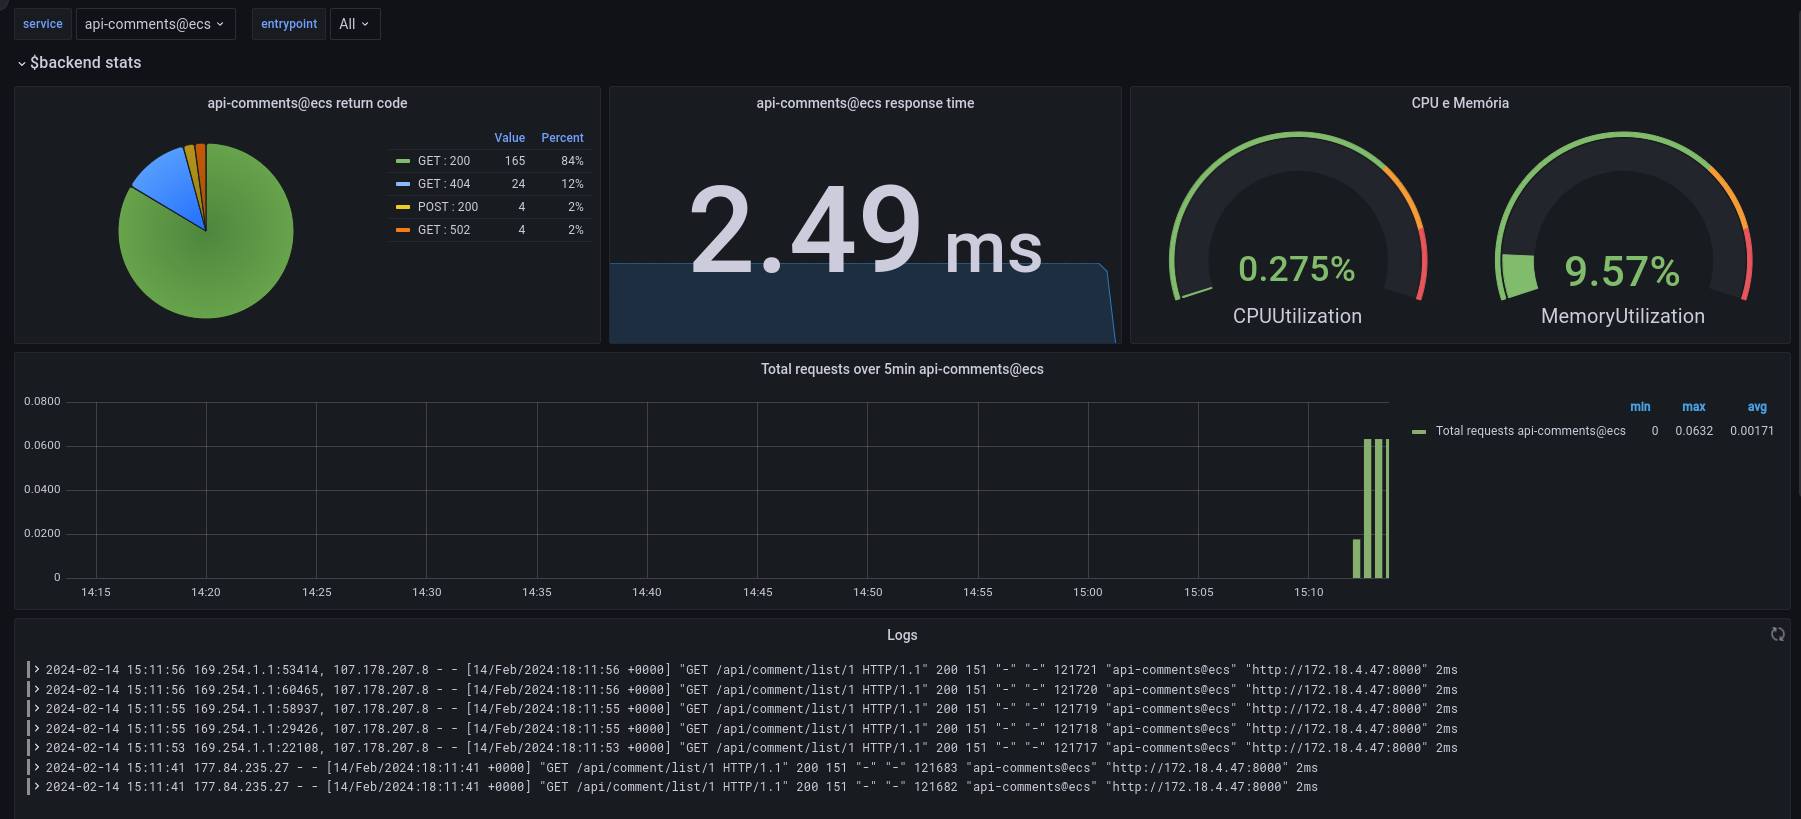 service api-comments@ecs entrypoint All
$backend stats
api-comments@ecs return code
Value Percent
GET : 200 165 84%
GET : 404 24 12%
POST : 200 4 2%
GET : 502 4 2%
api-comments@ecs response time
2.49 ms
CPU e Memória
0.275%
CPUUtilization
9.57%
MemoryUtilization
Total requests over 5min api-comments@ecs
0.0800
0.0600
0.0400
0.0200
0
14:15 14:20 14:25 14:30 14:35 14:40 14:45 14:50 14:55 15:00 15:05 15:10
min max avg
Total requests api-comments@ecs 0 0.0632 0.00171
Logs
2024-02-14 15:11:56 169.254.1.1:53414, 107.178.207.8 - - [14/Feb/2024:18:11:56 +0000] "GET /api/comment/list/1 HTTP/1.1" 200 151 "-" "-" 121721 "api-comments@ecs" "http://172.18.4.47:8000" 2ms
2024-02-14 15:11:56 169.254.1.1:60465, 107.178.207.8 - - [14/Feb/2024:18:11:56 +0000] "GET /api/comment/list/1 HTTP/1.1" 200 151 "-" "-" 121720 "api-comments@ecs" "http://172.18.4.47:8000" 2ms
2024-02-14 15:11:55 169.254.1.1:58937, 107.178.207.8 - - [14/Feb/2024:18:11:55 +0000] "GET /api/comment/list/1 HTTP/1.1" 200 151 "-" "-" 121719 "api-comments@ecs" "http://172.18.4.47:8000" 2ms
2024-02-14 15:11:55 169.254.1.1:29426, 107.178.207.8 - - [14/Feb/2024:18:11:55 +0000] "GET /api/comment/list/1 HTTP/1.1" 200 151 "-" "-" 121718 "api-comments@ecs" "http://172.18.4.47:8000" 2ms
2024-02-14 15:11:53 169.254.1.1:22108, 107.178.207.8 - - [14/Feb/2024:18:11:53 +0000] "GET /api/comment/list/1 HTTP/1.1" 200 151 "-" "-" 121717 "api-comments@ecs" "http://172.18.4.47:8000" 2ms
2024-02-14 15:11:41 177.84.235.27 - - [14/Feb/2024:18:11:41 +0000] "GET /api/comment/list/1 HTTP/1.1" 200 151 "-" "-" 121683 "api-comments@ecs" "http://172.18.4.47:8000" 2ms
2024-02-14 15:11:41 177.84.235.27 - - [14/Feb/2024:18:11:41 +0000] "GET /api/comment/list/1 HTTP/1.1" 200 151 "-" "-" 121682 "api-comments@ecs" "http://172.18.4.47:8000" 2ms